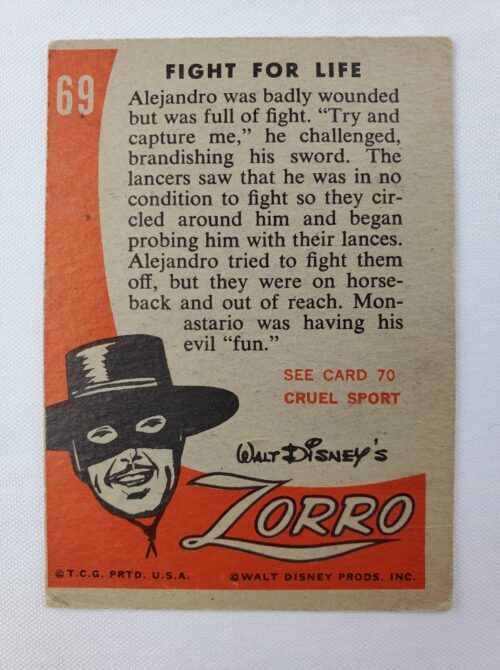 69
FIGHT FOR LIFE
Alejandro was badly wounded
but was full of fight. “Try and
capture me,” he challenged,
brandishing his sword. The
lancers saw that he was in no
condition to fight so they cir-
cled around him and began
probing him with their lances.
Alejandro tried to fight them
off, but they were on horse-
back and out of reach. Mon-
astario was having his
evil “fun.”
SEE CARD 70
CRUEL SPORT
WALT DISNEY'S
ZORRO
© T.C.G. PRTD. U.S.A.
© WALT DISNEY PRODS. INC.